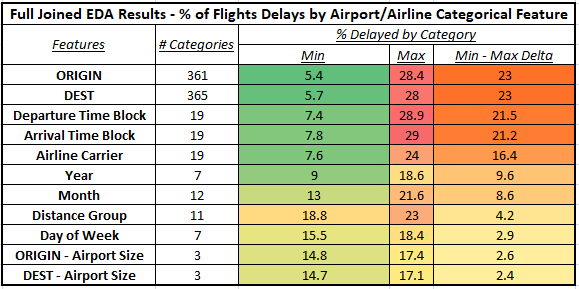 Full Joined EDA Results - % of Flights Delays by Airport/Airline Categorical Feature
Features # Categories % Delayed by Category
Min Max Min - Max Delta
ORIGIN 361 5.4 28.4 23
DEST 365 5.7 28 23
Departure Time Block 19 7.4 28.9 21.5
Arrival Time Block 19 7.8 29 21.2
Airline Carrier 19 7.6 24 16.4
Year 7 9 18.6 9.6
Month 12 13 21.6 8.6
Distance Group 11 18.8 23 4.2
Day of Week 7 15.5 18.4 2.9
ORIGIN - Airport Size 3 14.8 17.4 2.6
DEST - Airport Size 3 14.7 17.1 2.4